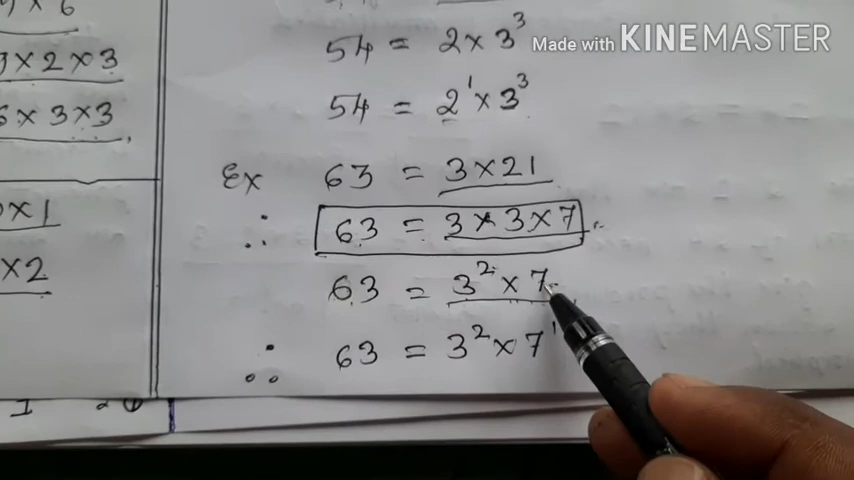 3×2×3
6×3×3
×2
54 = 2×3³
Made with KINEMASTER
54 = 2¹×3³
Ex 63 = 3×21
∴ 63 = 3×3×7
63 = 3²×7
∴ 63 = 3²×7¹